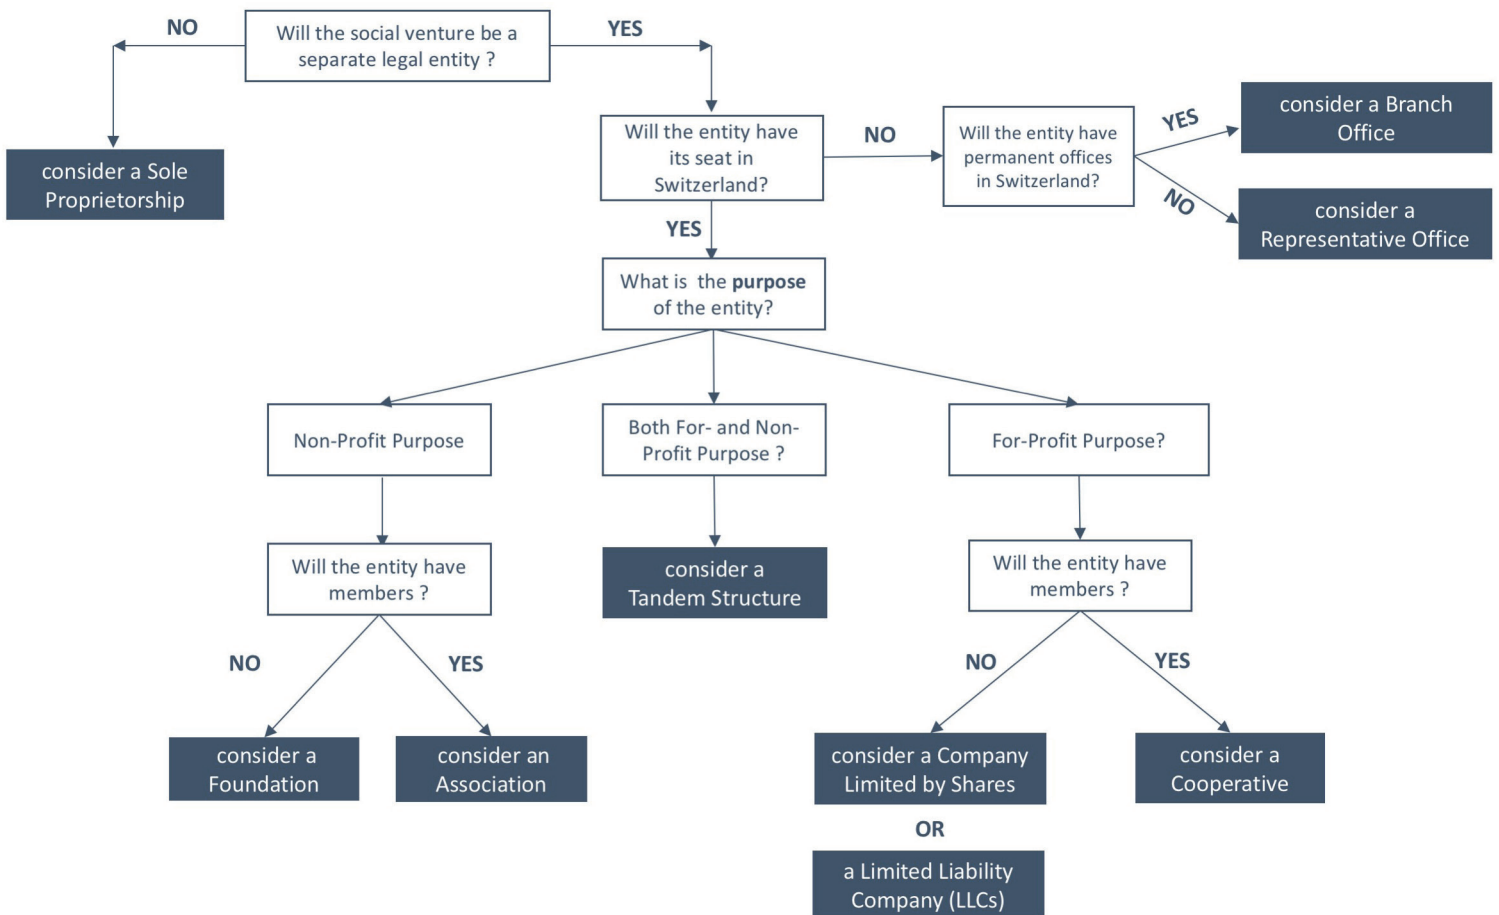 NO
Will the social venture be a
separate legal entity ?
YES
consider a Sole
Proprietorship
Will the entity have
its seat in
Switzerland?
NO
Will the entity have
permanent offices
in Switzerland?
YES
consider a Branch
Office
NO
consider a
Representative Office
YES
What is the purpose
of the entity?
Non-Profit Purpose
Both For- and Non-
Profit Purpose ?
For-Profit Purpose?
Will the entity have
members ?
consider a
Tandem Structure
Will the entity have
members ?
NO
YES
NO
YES
consider a
Foundation
consider an
Association
consider a Company
Limited by Shares
consider a
Cooperative
OR
a Limited Liability
Company (LLCs)